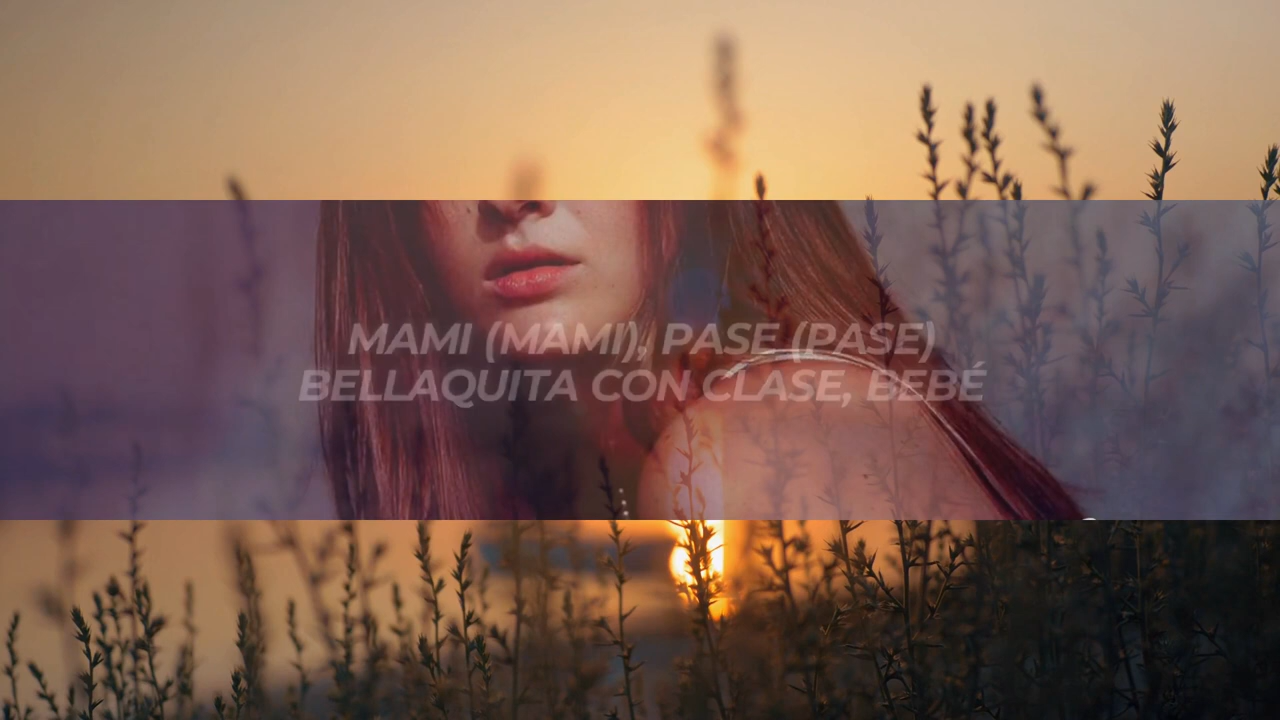 MAMI (MAMI), PASE (PASE)
BELLAQUITA CON CLASE, BEBÉ